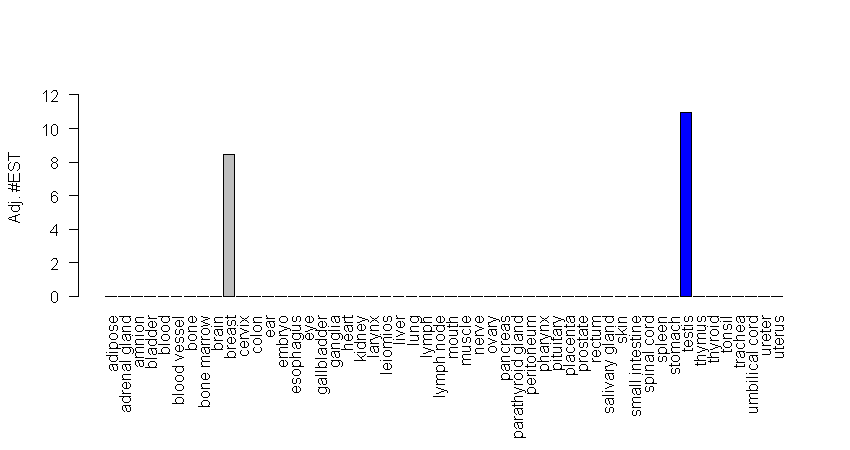 Adj. #EST
12
10
8
6
4
2
0
adipose
adrenal gland
amnion
bladder
blood
blood vessel
bone
bone marrow
brain
breast
cervix
colon
ear
embryo
esophagus
eye
gallbladder
ganglia
heart
kidney
larynx
leiomios
liver
lung
lymph
lymph node
mouth
muscle
nerve
ovary
pancreas
parathyroid gland
peritoneum
pharynx
pituitary
placenta
prostate
rectum
salivary gland
skin
small intestine
spinal cord
spleen
stomach
testis
thymus
thyroid
tonsil
trachea
umbilical cord
ureter
uterus